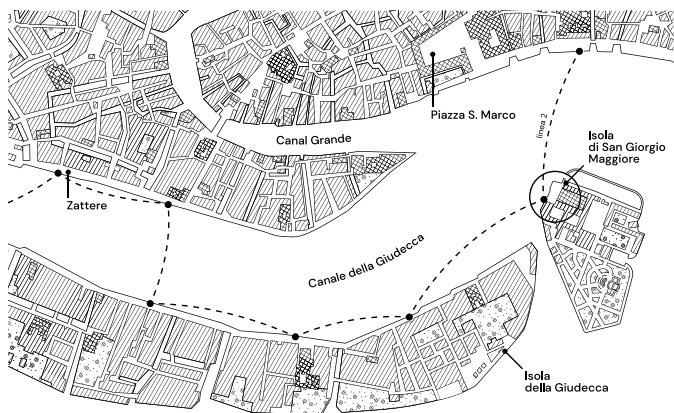 Piazza S. Marco
linea 2
Canal Grande
Isola
di San Giorgio
Maggiore
Zattere
Canale della Giudecca
Isola
della Giudecca